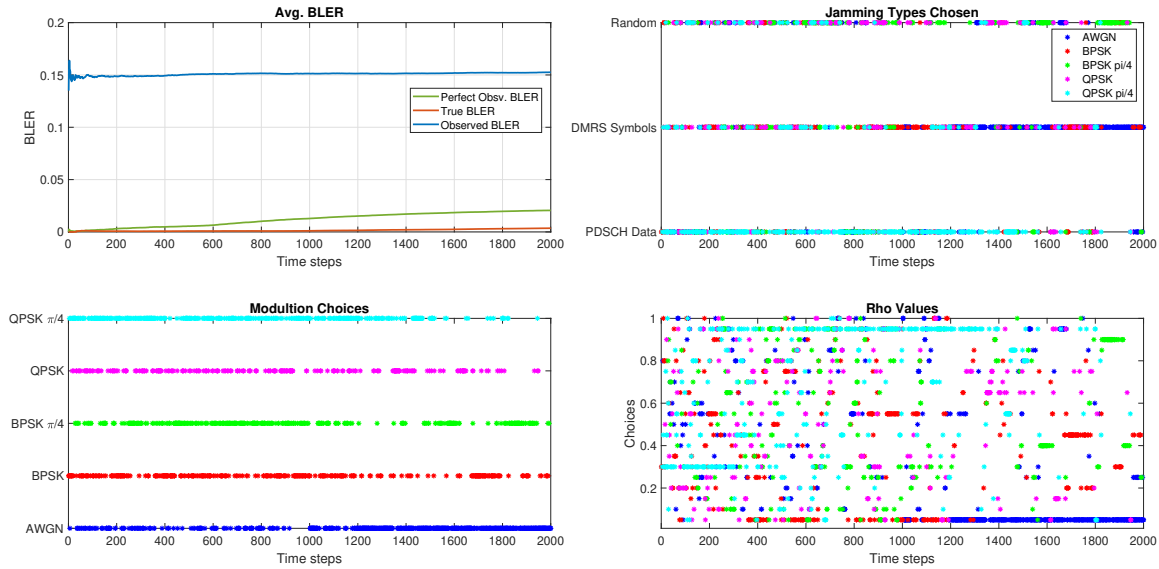 Avg. BLER
0.2
0.15
0.1
0.05
0
BLER
Perfect Obsv. BLER
True BLER
Observed BLER
0 200 400 600 800 1000 1200 1400 1600 1800 2000
Time steps
Jamming Types Chosen
Random
DMRS Symbols
PDSCH Data
AWGN
BPSK
BPSK pi/4
QPSK
QPSK pi/4
0 200 400 600 800 1000 1200 1400 1600 1800 2000
Time steps
Modultion Choices
QPSK π/4
QPSK
BPSK π/4
BPSK
AWGN
0 200 400 600 800 1000 1200 1400 1600 1800 2000
Time steps
Rho Values
1
0.8
0.6
0.4
0.2
Choices
0 200 400 600 800 1000 1200 1400 1600 1800 2000
Time steps